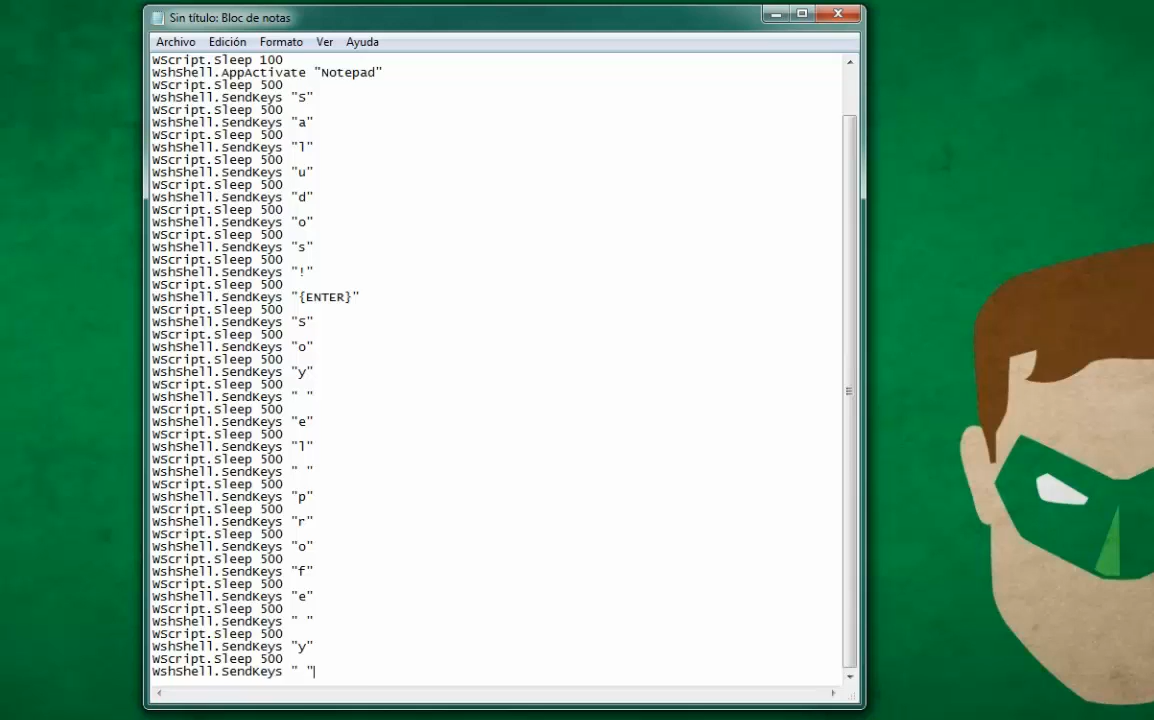 Sin título: Bloc de notas
Archivo Edición Formato Ver Ayuda
WScript.Sleep 100
WshShell.AppActivate "Notepad"
WScript.Sleep 500
WshShell.SendKeys "S"
WScript.Sleep 500
WshShell.SendKeys "a"
WScript.Sleep 500
WshShell.SendKeys "l"
WScript.Sleep 500
WshShell.SendKeys "u"
WScript.Sleep 500
WshShell.SendKeys "d"
WScript.Sleep 500
WshShell.SendKeys "o"
WScript.Sleep 500
WshShell.SendKeys "s"
WScript.Sleep 500
WshShell.SendKeys "!"
WScript.Sleep 500
WshShell.SendKeys "{ENTER}"
WScript.Sleep 500
WshShell.SendKeys "S"
WScript.Sleep 500
WshShell.SendKeys "o"
WScript.Sleep 500
WshShell.SendKeys "y"
WScript.Sleep 500
WshShell.SendKeys " "
WScript.Sleep 500
WshShell.SendKeys "e"
WScript.Sleep 500
WshShell.SendKeys "l"
WScript.Sleep 500
WshShell.SendKeys " "
WScript.Sleep 500
WshShell.SendKeys "p"
WScript.Sleep 500
WshShell.SendKeys "r"
WScript.Sleep 500
WshShell.SendKeys "o"
WScript.Sleep 500
WshShell.SendKeys "f"
WScript.Sleep 500
WshShell.SendKeys "e"
WScript.Sleep 500
WshShell.SendKeys " "
WScript.Sleep 500
WshShell.SendKeys "y"
WScript.Sleep 500
WshShell.SendKeys " "